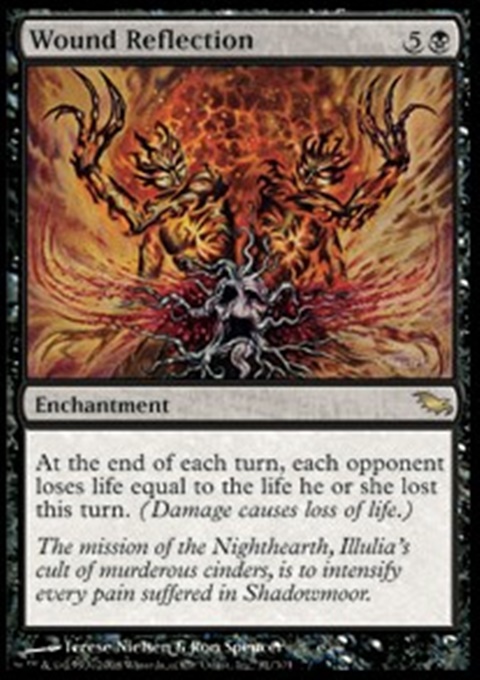 Wound Reflection 5
Enchantment
At the end of each turn, each opponent
loses life equal to the life he or she lost
this turn. (Damage causes loss of life.)
The mission of the Nighthearth, Illulia's
cult of murderous cinders, is to intensify
every pain suffered in Shadowmoor.
Terese Nielsen & Ron Spencer